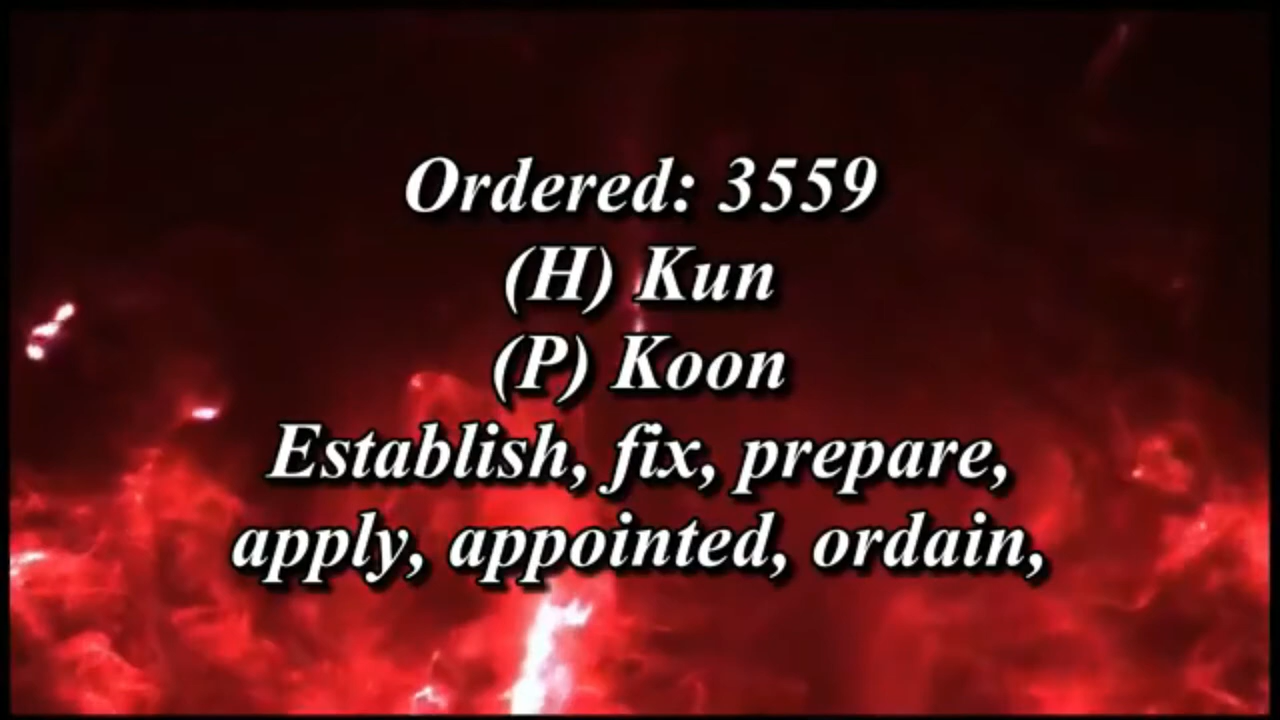 Ordered: 3559
(H) Kun
(P) Koon
Establish, fix, prepare,
apply, appointed, ordain,